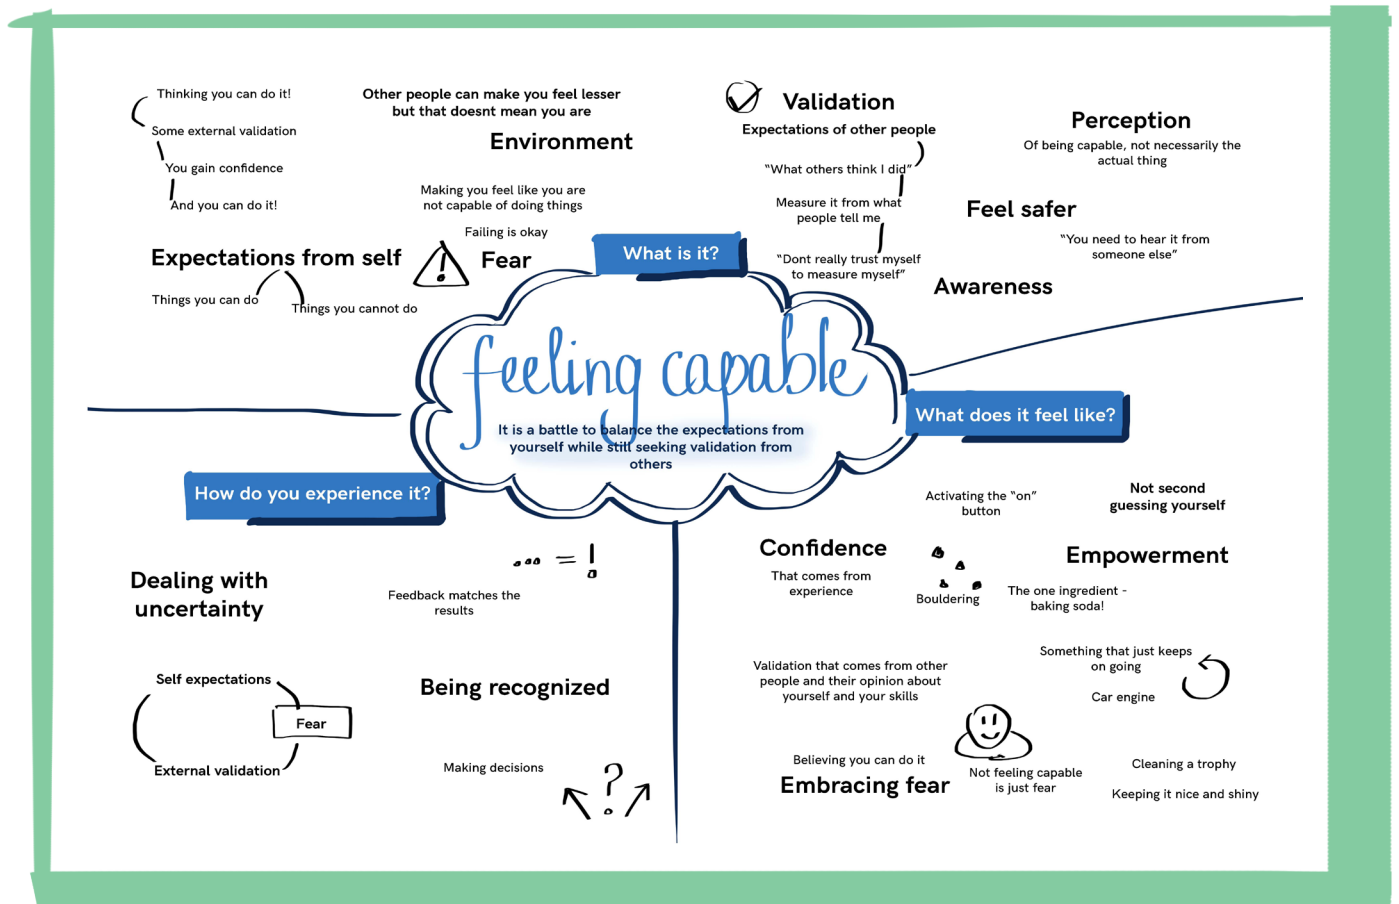 Thinking you can do it!
Some external validation
You gain confidence
And you can do it!
Other people can make you feel lesser
but that doesnt mean you are
Environment
Making you feel like you are
not capable of doing things
Failing is okay
Fear
Expectations from self
Things you can do
Things you cannot do
What is it?
Validation
Expectations of other people
“What others think I did”
Measure it from what
people tell me
“Dont really trust myself
to measure myself”
Perception
Of being capable, not necessarily the
actual thing
Feel safer
“You need to hear it from
someone else”
Awareness
feeling capable
It is a battle to balance the expectations from
yourself while still seeking validation from
others
What does it feel like?
Activating the “on”
button
Not second
guessing yourself
Confidence
That comes from
experience
Bouldering
Empowerment
The one ingredient -
baking soda!
Something that just keeps
on going
Car engine
Validation that comes from other
people and their opinion about
yourself and your skills
Believing you can do it
Embracing fear
Not feeling capable
is just fear
Cleaning a trophy
Keeping it nice and shiny
How do you experience it?
Dealing with
uncertainty
... = !
Feedback matches the
results
Self expectations
Fear
External validation
Being recognized
Making decisions
?